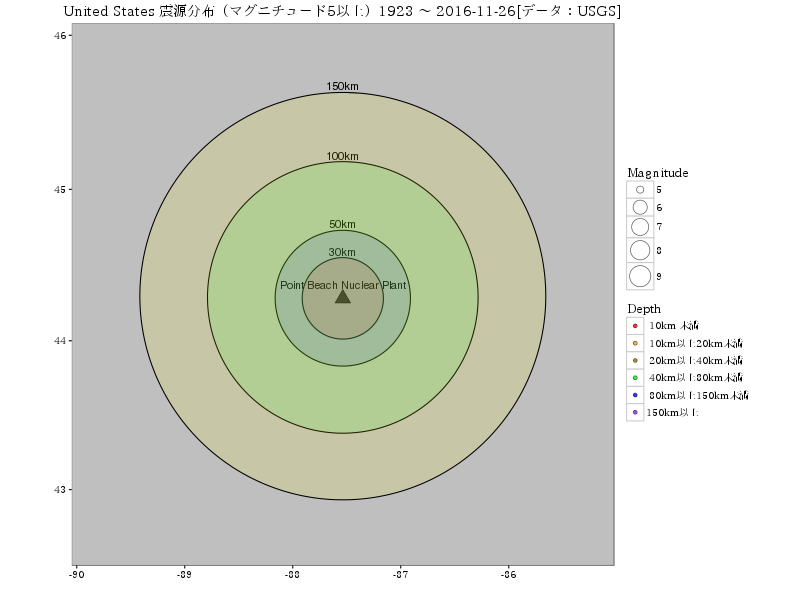 United States 震源分布（マグニチュード5以上）1923 ～ 2016-11-26[データ：USGS]
46
45
44
43
-90
-89
-88
-87
-86
150km
100km
50km
30km
Point Beach Nuclear Plant
Magnitude
5
6
7
8
9
Depth
10km 未満
10km以上20km未満
20km以上40km未満
40km以上80km未満
80km以上150km未満
150km以上